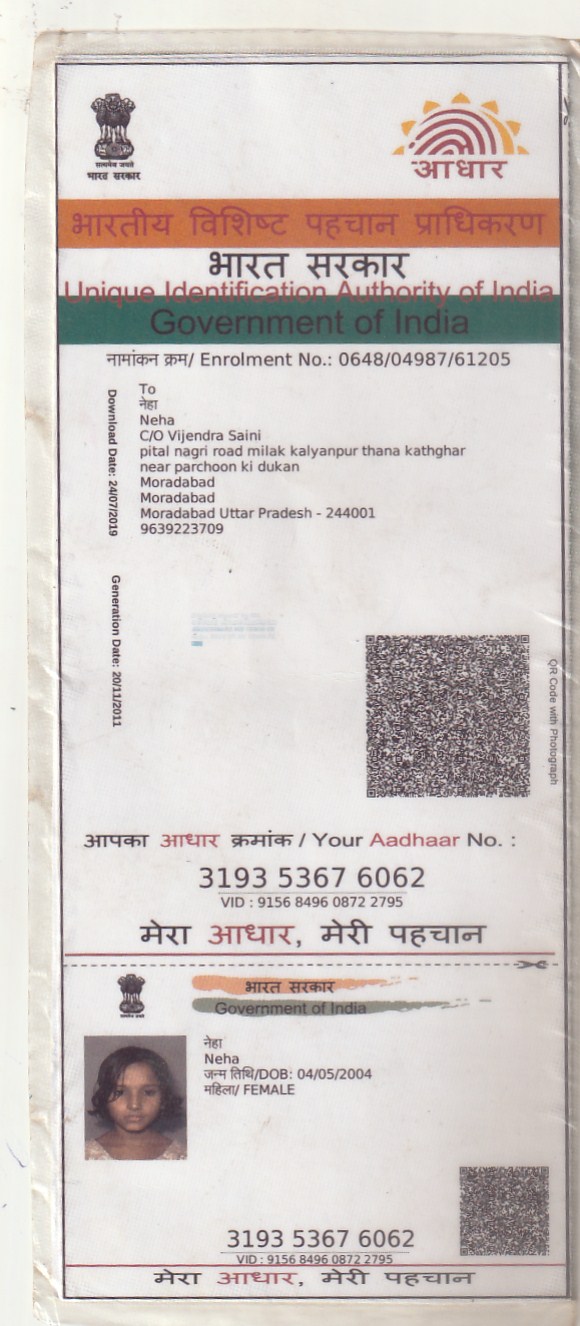 सत्यमेव जयते
भारत सरकार
आधार
भारतीय विशिष्ट पहचान प्राधिकरण
भारत सरकार
Unique Identification Authority of India
Government of India
नामांकन क्रम/ Enrolment No.: 0648/04987/61205
To
नेहा
Neha
C/O Vijendra Saini
pital nagri road milak kalyanpur thana kathghar
near parchoon ki dukan
Moradabad
Moradabad
Moradabad Uttar Pradesh - 244001
9639223709
Download Date: 24/07/2019
Generation Date: 20/11/2011
QR Code with Photograph
आपका आधार क्रमांक / Your Aadhaar No. :
3193 5367 6062
VID : 9156 8496 0872 2795
मेरा आधार, मेरी पहचान
भारत सरकार
Government of India
नेहा
Neha
जन्म तिथि/DOB: 04/05/2004
महिला/ FEMALE
3193 5367 6062
VID : 9156 8496 0872 2795
मेरा आधार, मेरी पहचान